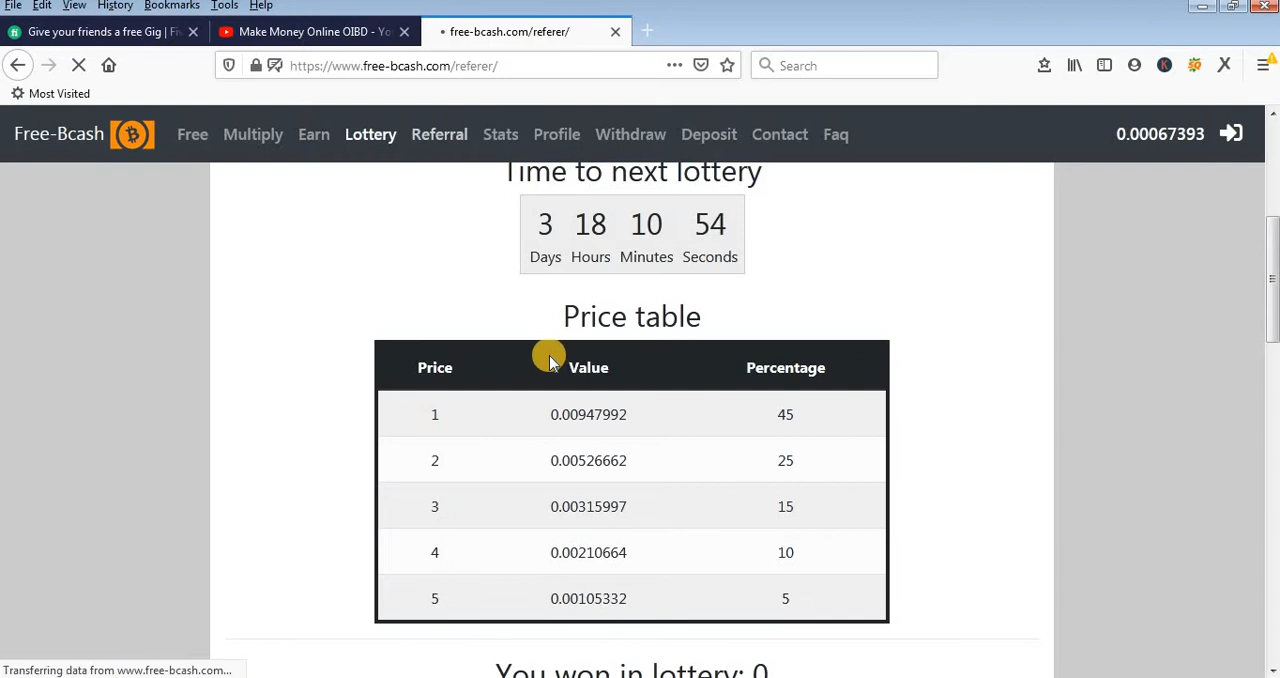 File Edit View History Bookmarks Tools Help
Give your friends a free Gig | Fi
Make Money Online OIBD - Yo
free-bcash.com/referer/
https://www.free-bcash.com/referer/
Search
Most Visited
Free-Bcash Free Multiply Earn Lottery Referral Stats Profile Withdraw Deposit Contact Faq 0.00067393
Time to next lottery
3 18 10 54
Days Hours Minutes Seconds
Price table
Price Value Percentage
1 0.00947992 45
2 0.00526662 25
3 0.00315997 15
4 0.00210664 10
5 0.00105332 5
You won in lottery: 0
Transferring data from www.free-bcash.com...